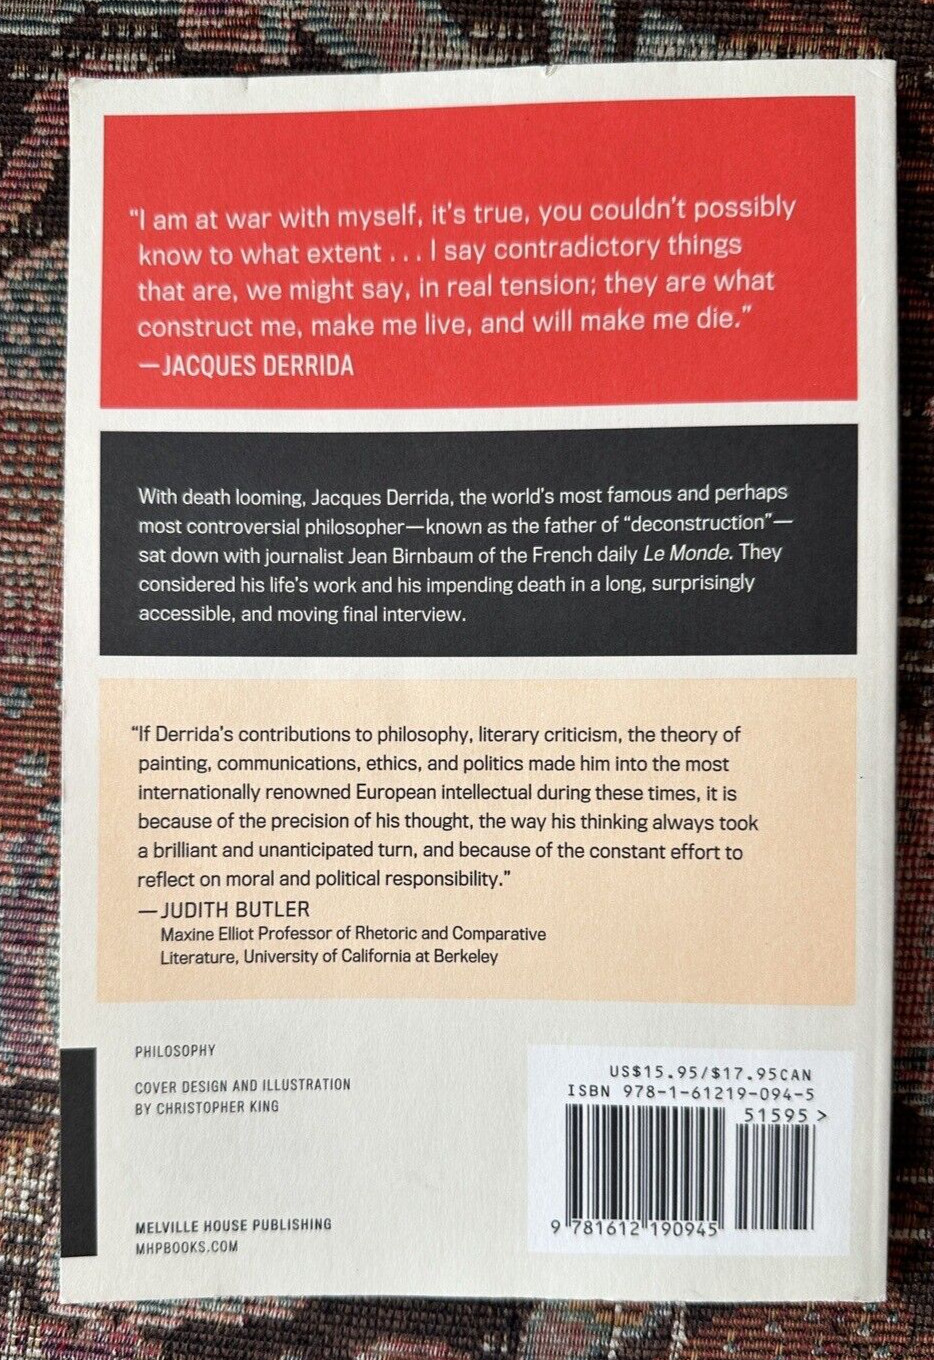 “I am at war with myself, it’s true, you couldn’t possibly
know to what extent . . . I say contradictory things
that are, we might say, in real tension; they are what
construct me, make me live, and will make me die.”
—JACQUES DERRIDA
With death looming, Jacques Derrida, the world’s most famous and perhaps
most controversial philosopher—known as the father of “deconstruction”—
sat down with journalist Jean Birnbaum of the French daily Le Monde. They
considered his life’s work and his impending death in a long, surprisingly
accessible, and moving final interview.
“If Derrida’s contributions to philosophy, literary criticism, the theory of
painting, communications, ethics, and politics made him into the most
internationally renowned European intellectual during these times, it is
because of the precision of his thought, the way his thinking always took
a brilliant and unanticipated turn, and because of the constant effort to
reflect on moral and political responsibility.”
—JUDITH BUTLER
Maxine Elliot Professor of Rhetoric and Comparative
Literature, University of California at Berkeley
PHILOSOPHY
COVER DESIGN AND ILLUSTRATION
BY CHRISTOPHER KING
MELVILLE HOUSE PUBLISHING
MHPBOOKS.COM
US$15.95/$17.95CAN
ISBN 978-1-61219-094-5
51595 >
9 781612 190945